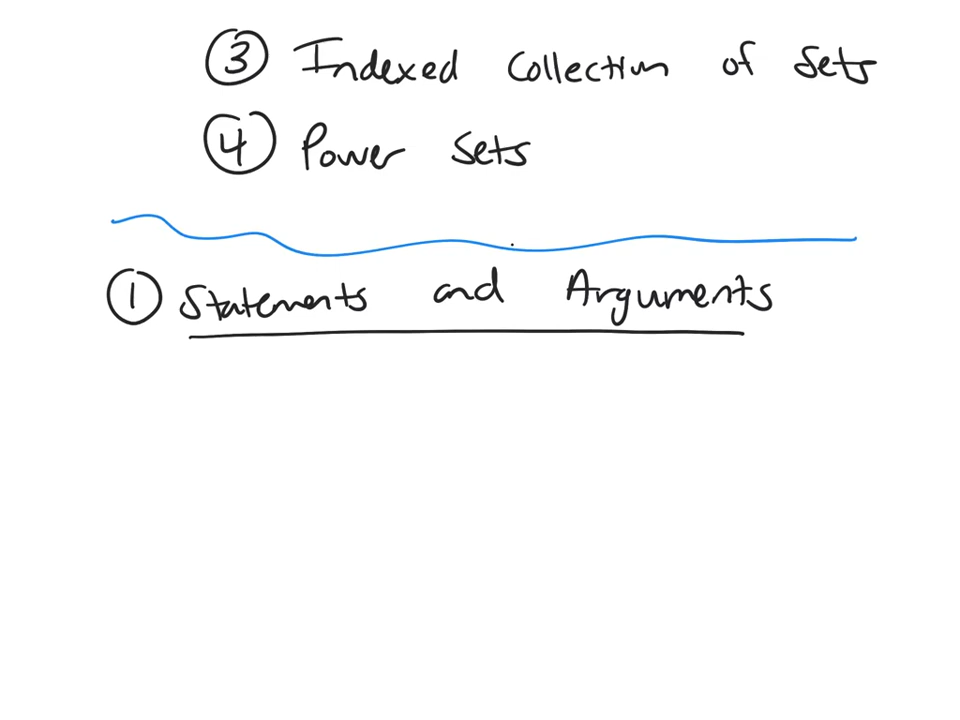 ③ Indexed Collection of Sets
④ Power Sets
① Statements and Arguments